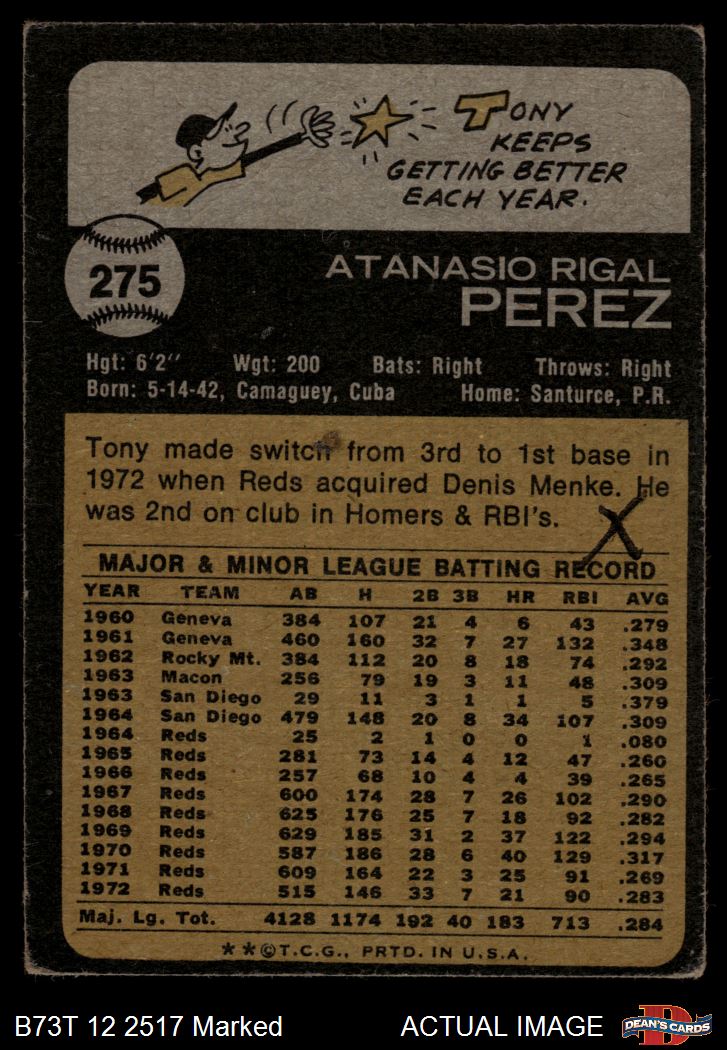 TONY
KEEPS
GETTING BETTER
EACH YEAR.
275
ATANASIO RIGAL
PEREZ
Hgt: 6'2" Wgt: 200 Bats: Right Throws: Right
Born: 5-14-42, Camaguey, Cuba Home: Santurce, P.R.
Tony made switch from 3rd to 1st base in
1972 when Reds acquired Denis Menke. He
was 2nd on club in Homers & RBI's.
X
MAJOR & MINOR LEAGUE BATTING RECORD
YEAR TEAM AB H 2B 3B HR RBI AVG
1960 Geneva 384 107 21 4 6 43 .279
1961 Geneva 460 160 32 7 27 132 .348
1962 Rocky Mt. 384 112 20 8 18 74 .292
1963 Macon 256 79 19 3 11 48 .309
1963 San Diego 29 11 3 1 1 5 .379
1964 San Diego 479 148 20 8 34 107 .309
1964 Reds 25 2 1 0 0 1 .080
1965 Reds 281 73 14 4 12 47 .260
1966 Reds 257 68 10 4 4 39 .265
1967 Reds 600 174 28 7 26 102 .290
1968 Reds 625 176 25 7 18 92 .282
1969 Reds 629 185 31 2 37 122 .294
1970 Reds 587 186 28 6 40 129 .317
1971 Reds 609 164 22 3 25 91 .269
1972 Reds 515 146 33 7 21 90 .283
Maj. Lg. Tot. 4128 1174 192 40 183 713 .284
**©T.C.G., PRTD. IN U.S.A.
B73T 12 2517 Marked ACTUAL IMAGE
D
DEAN'S CARDS